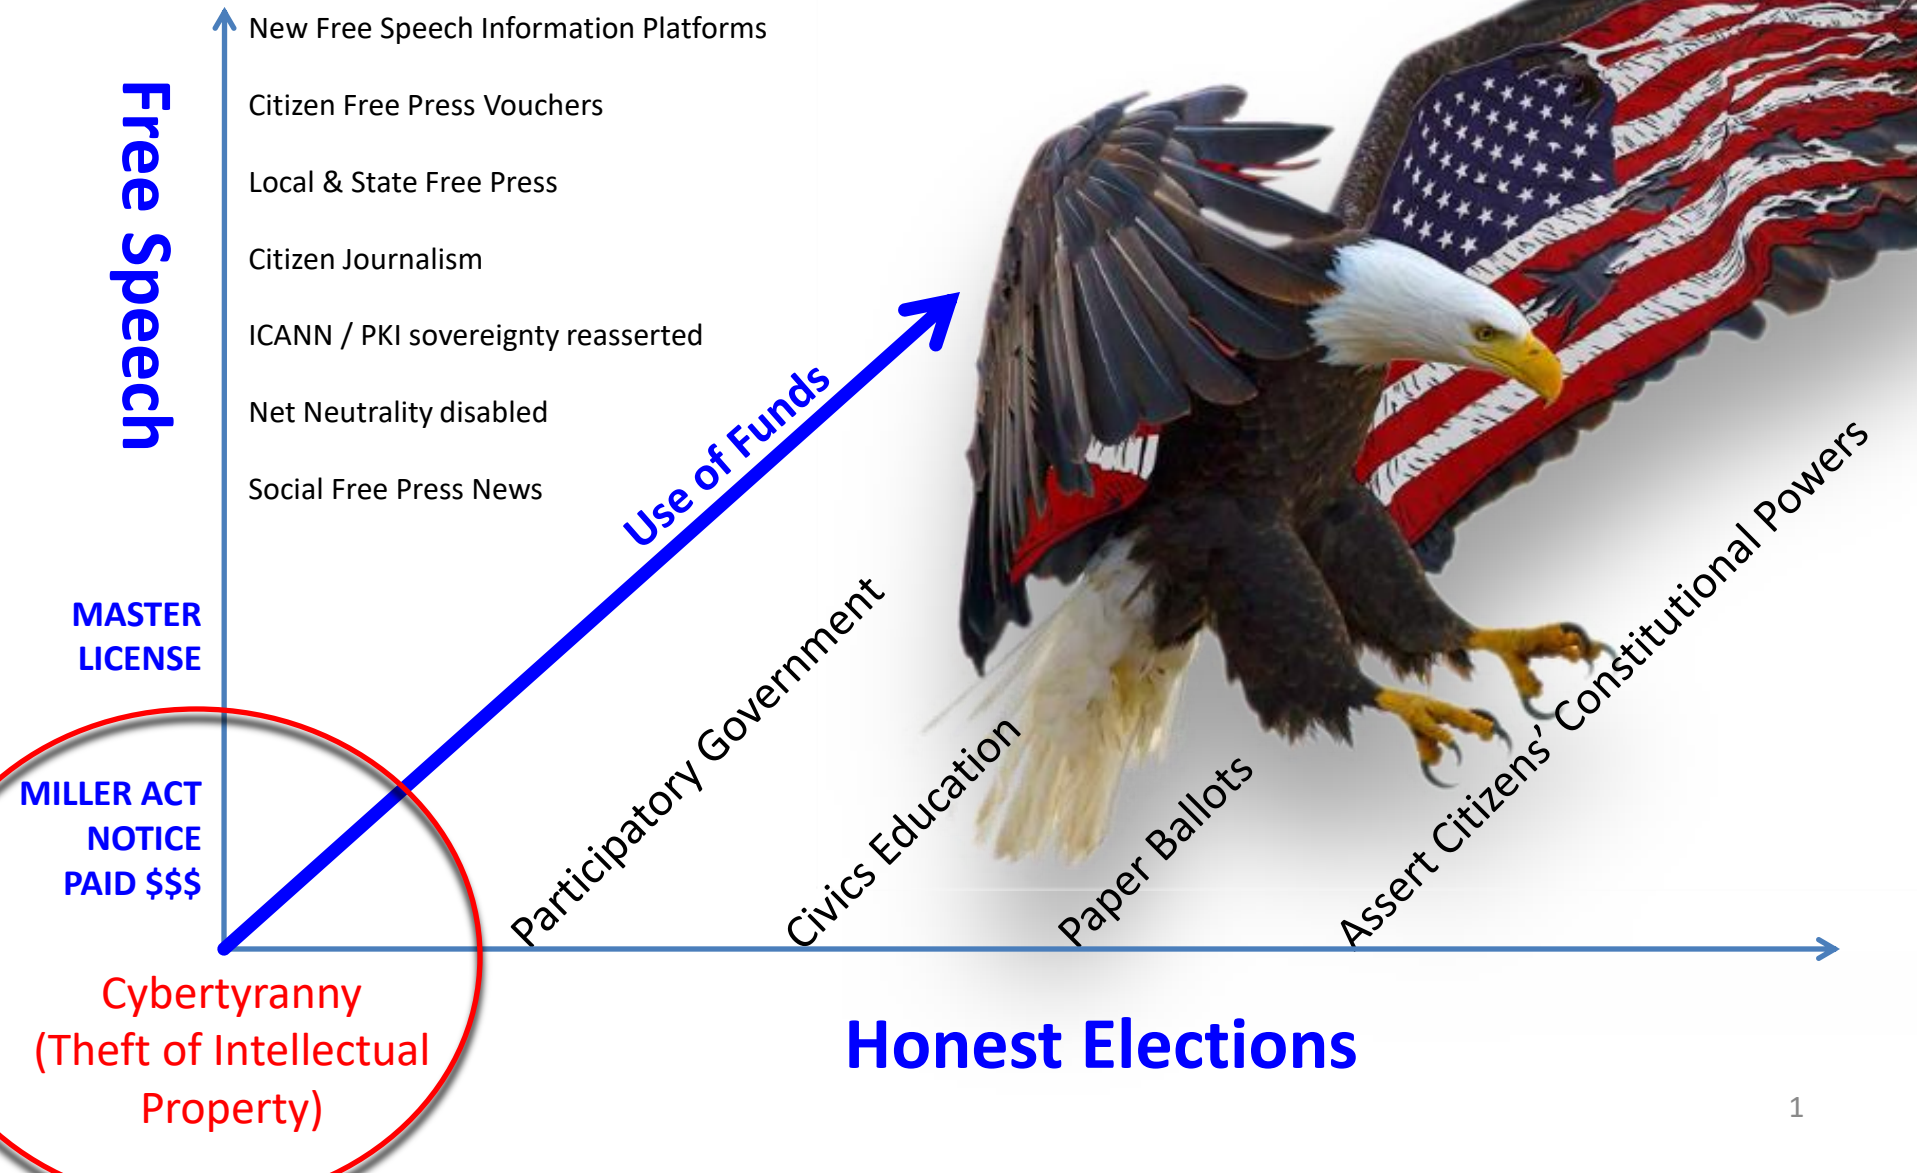 New Free Speech Information Platforms
Citizen Free Press Vouchers
Local & State Free Press
Citizen Journalism
ICANN / PKI sovereignty reasserted
Net Neutrality disabled
Social Free Press News
Free Speech
Use of Funds
MASTER
LICENSE
MILLER ACT
NOTICE
PAID $$$
Participatory Government
Civics Education
Paper Ballots
Assert Citizens’ Constitutional Powers
Cybertyranny
(Theft of Intellectual
Property)
Honest Elections
1